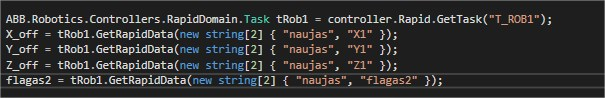 ABB.Robotics.Controllers.RapidDomain.Task tRob1 = controller.Rapid.GetTask("T_ROB1");
X_off = tRob1.GetRapidData(new string[2] { "naujas", "X1" });
Y_off = tRob1.GetRapidData(new string[2] { "naujas", "Y1" });
Z_off = tRob1.GetRapidData(new string[2] { "naujas", "Z1" });
flagas2 = tRob1.GetRapidData(new string[2] { "naujas", "flagas2" });